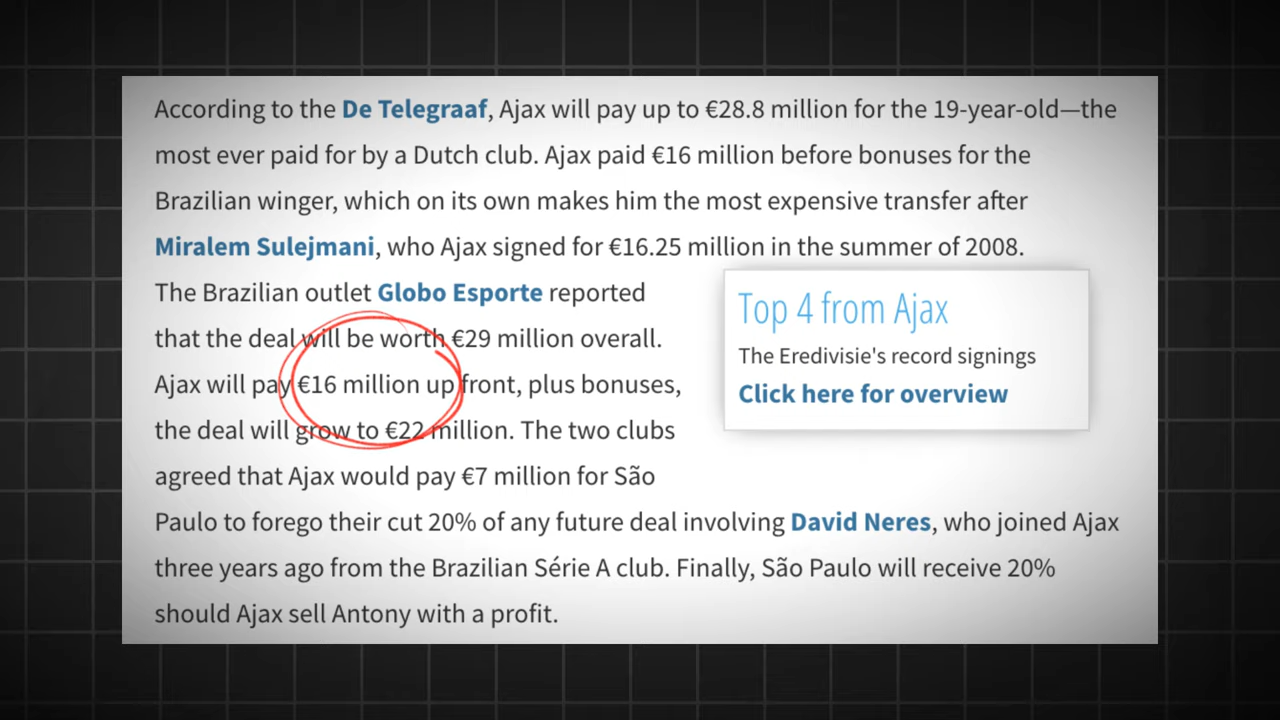 According to the De Telegraaf, Ajax will pay up to €28.8 million for the 19-year-old—the
most ever paid for by a Dutch club. Ajax paid €16 million before bonuses for the
Brazilian winger, which on its own makes him the most expensive transfer after
Miralem Sulejmani, who Ajax signed for €16.25 million in the summer of 2008.
The Brazilian outlet Globo Esporte reported
that the deal will be worth €29 million overall.
Ajax will pay €16 million up front, plus bonuses,
the deal will grow to €22 million. The two clubs
agreed that Ajax would pay €7 million for São
Paulo to forego their cut 20% of any future deal involving David Neres, who joined Ajax
three years ago from the Brazilian Série A club. Finally, São Paulo will receive 20%
should Ajax sell Antony with a profit.
Top 4 from Ajax
The Eredivisie's record signings
Click here for overview